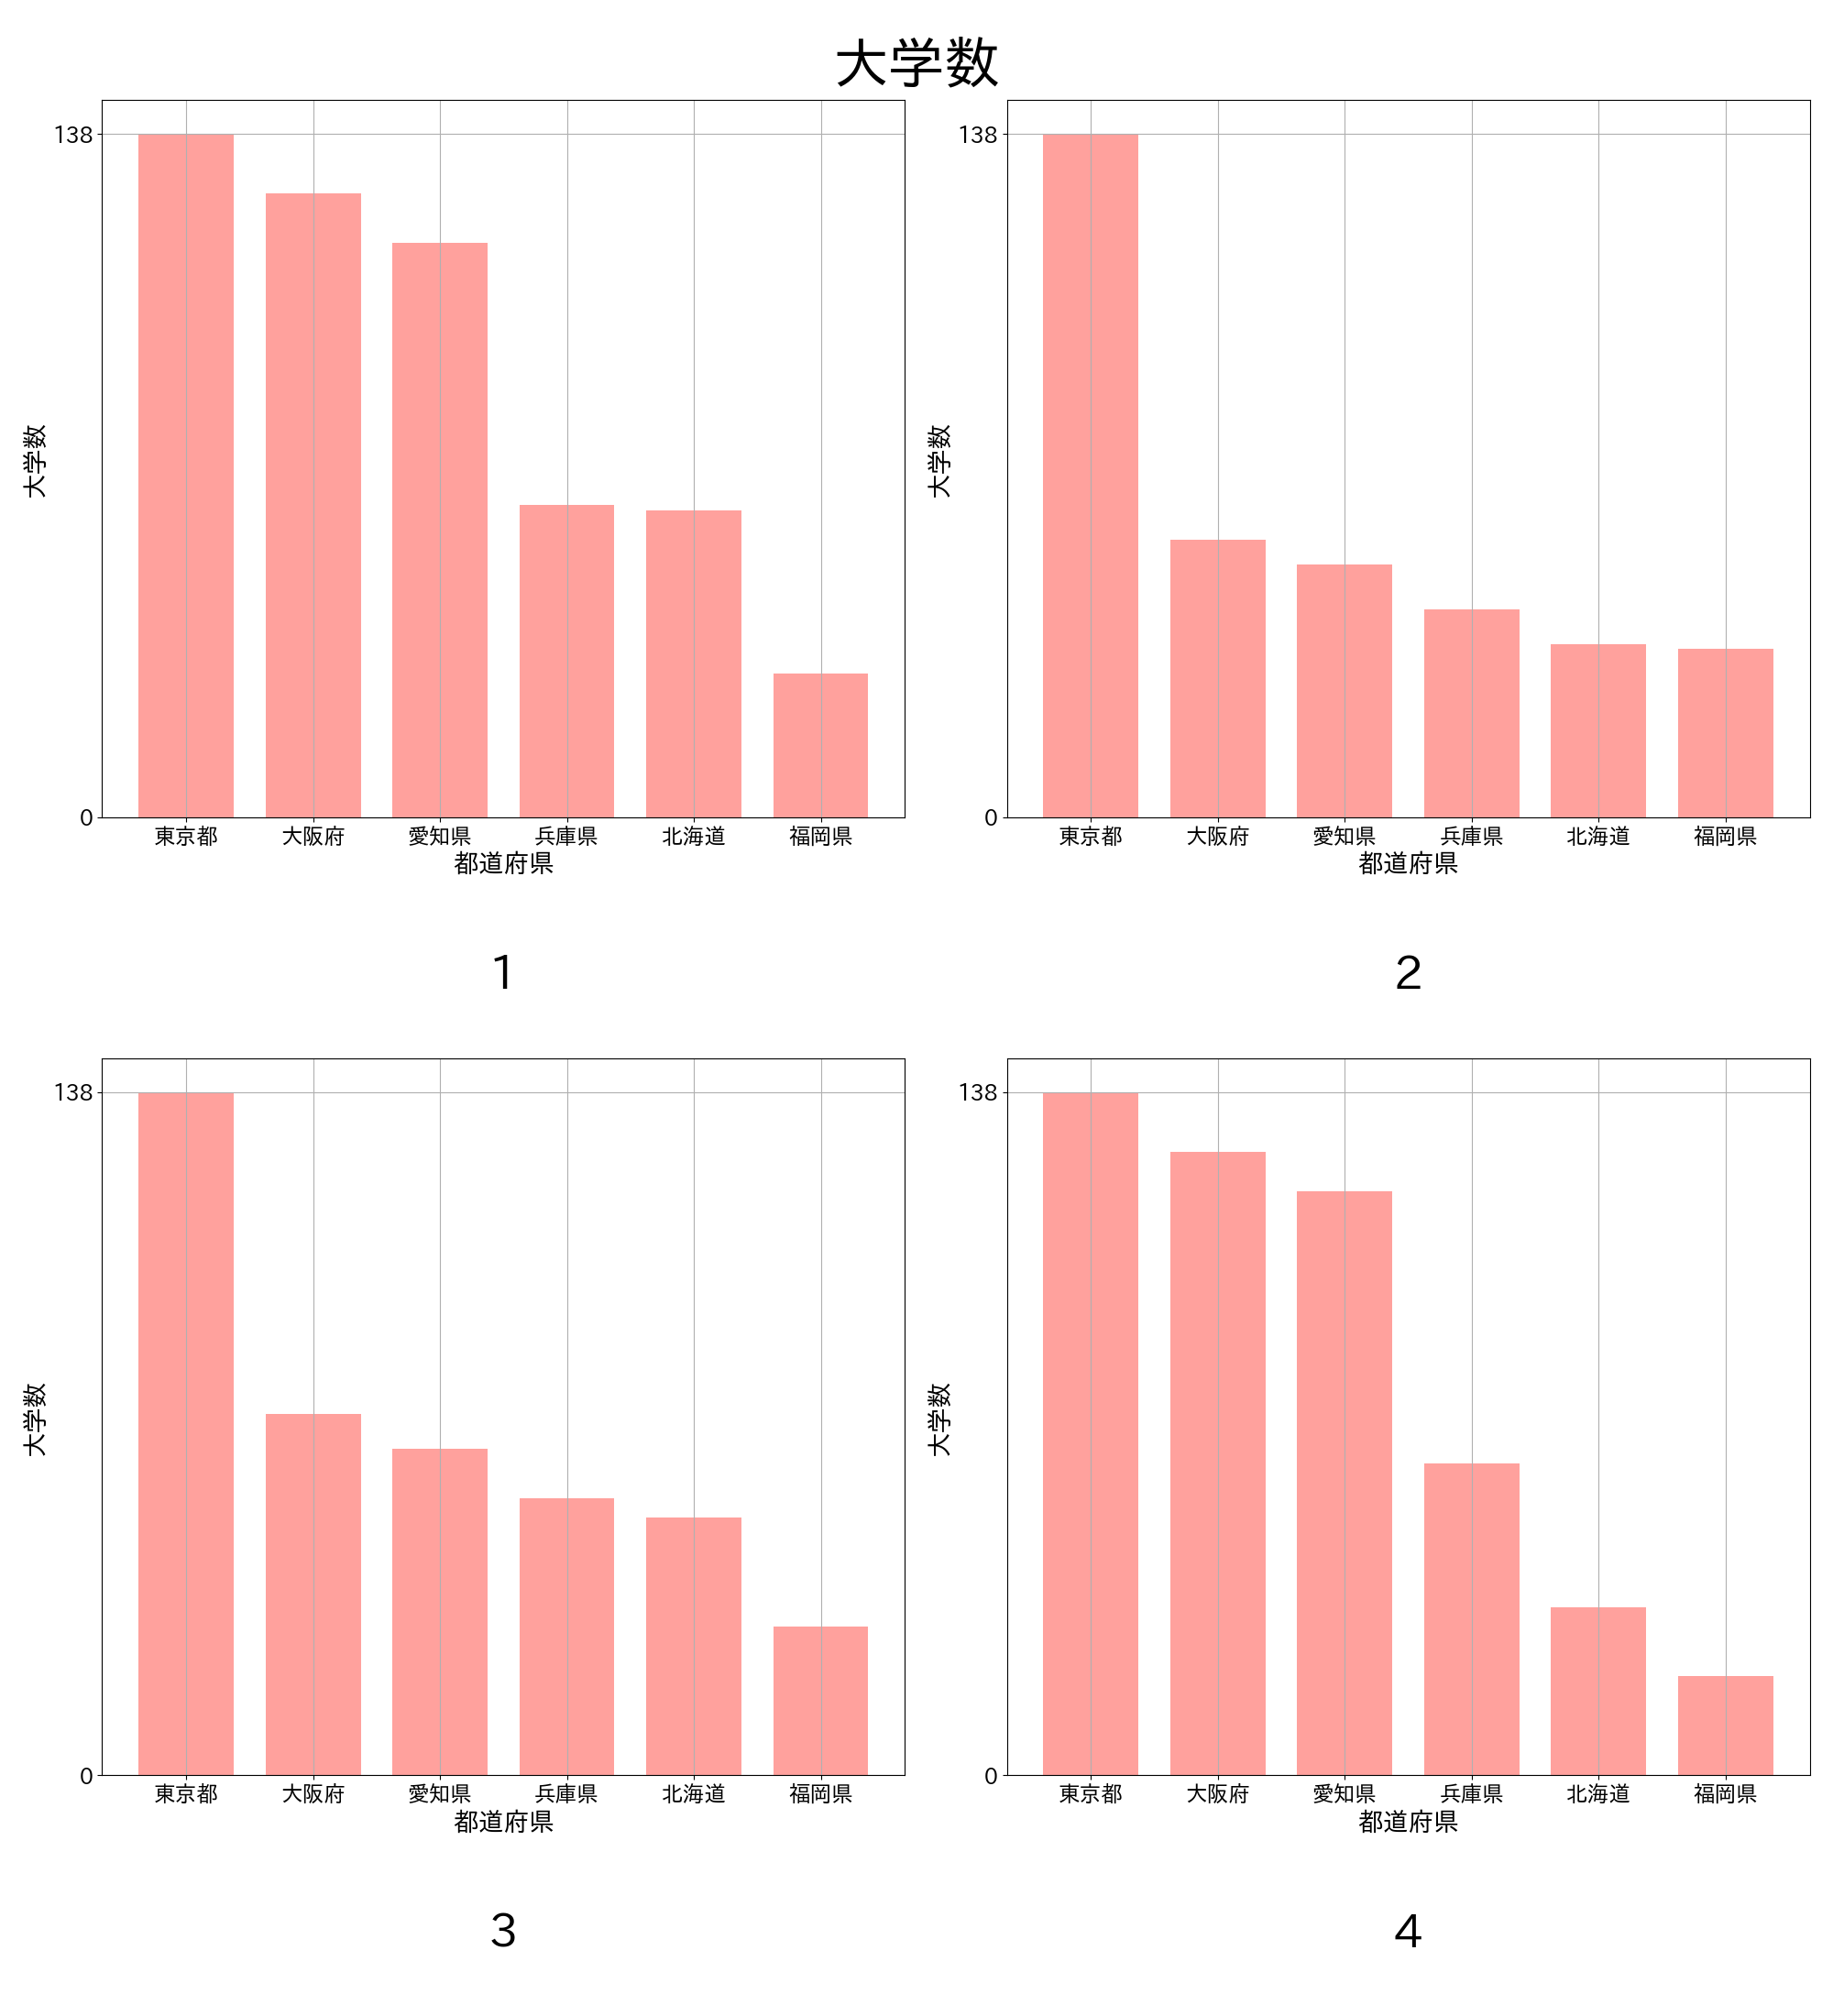 大学数
138
0
大学数
東京都 大阪府 愛知県 兵庫県 北海道 福岡県
都道府県
1
138
0
大学数
東京都 大阪府 愛知県 兵庫県 北海道 福岡県
都道府県
2
138
0
大学数
東京都 大阪府 愛知県 兵庫県 北海道 福岡県
都道府県
3
138
0
大学数
東京都 大阪府 愛知県 兵庫県 北海道 福岡県
都道府県
4